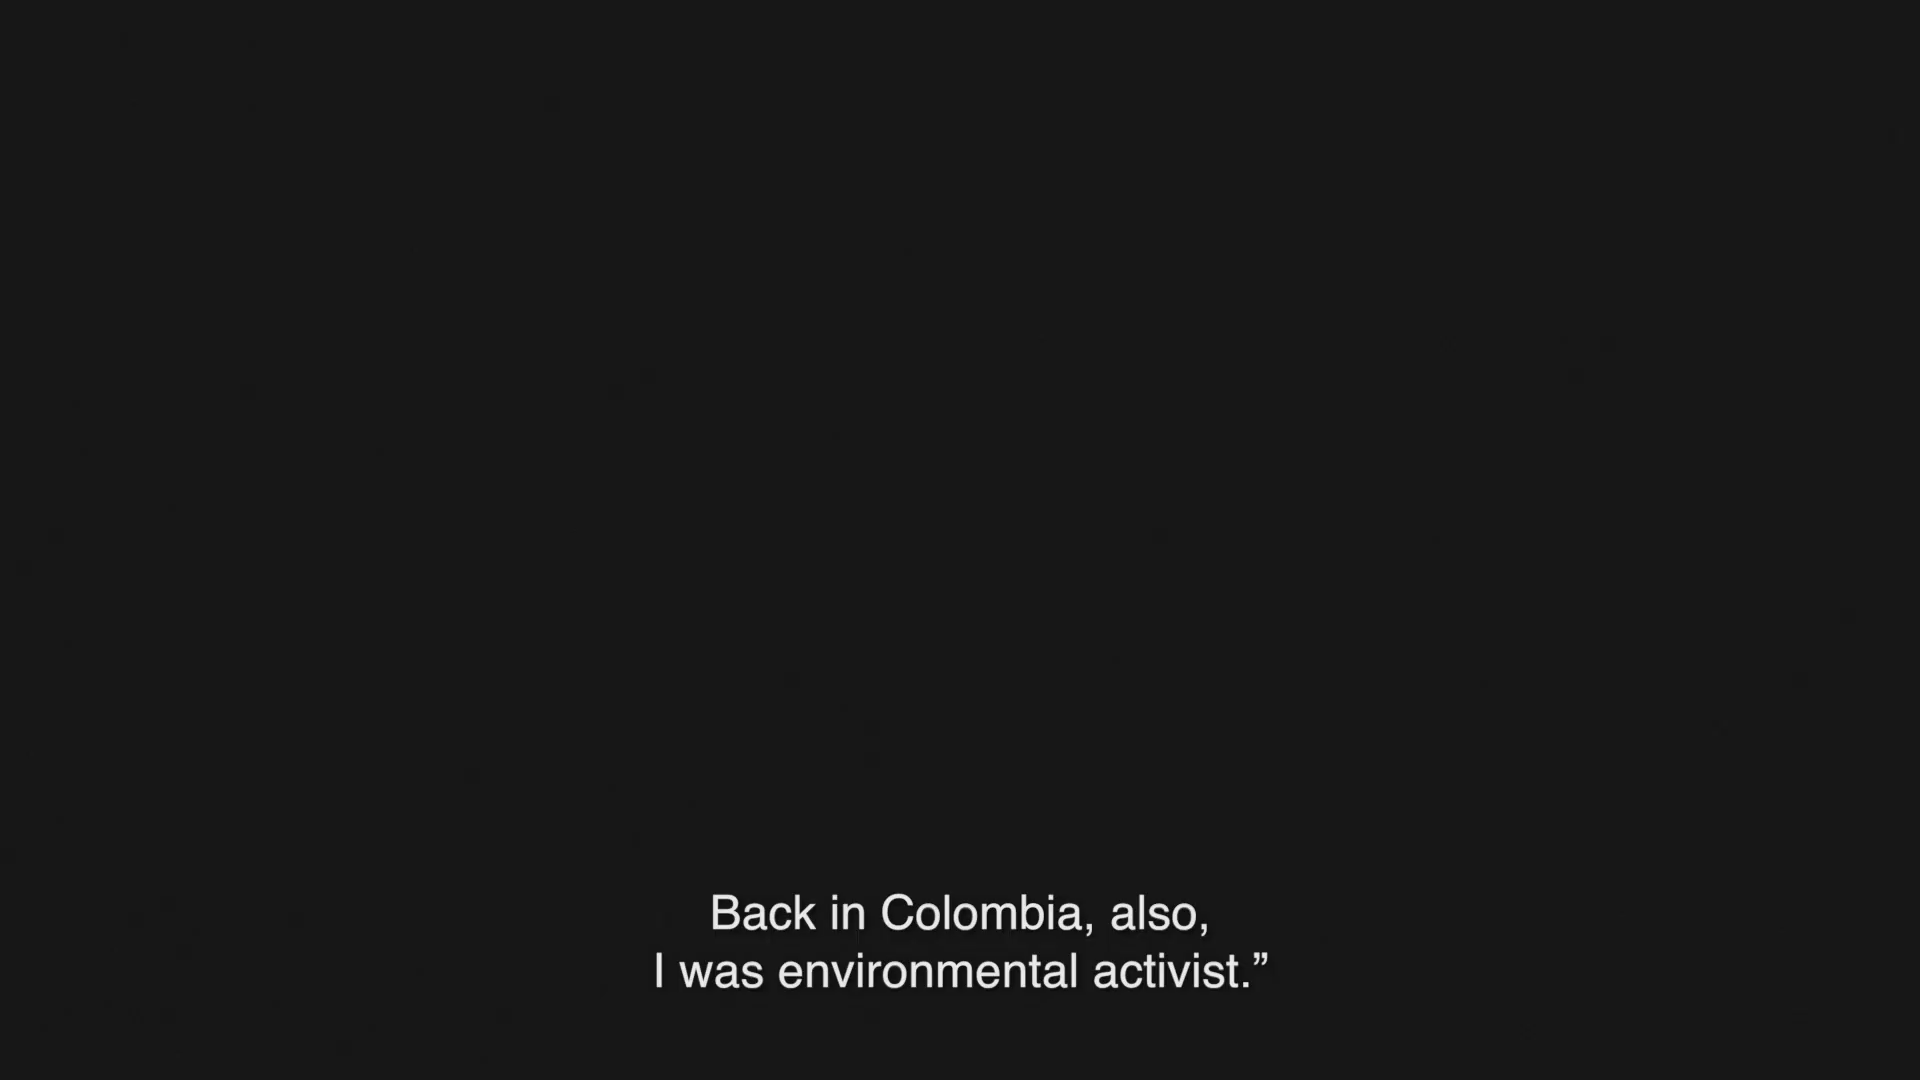 Back in Colombia, also,
I was environmental activist.”